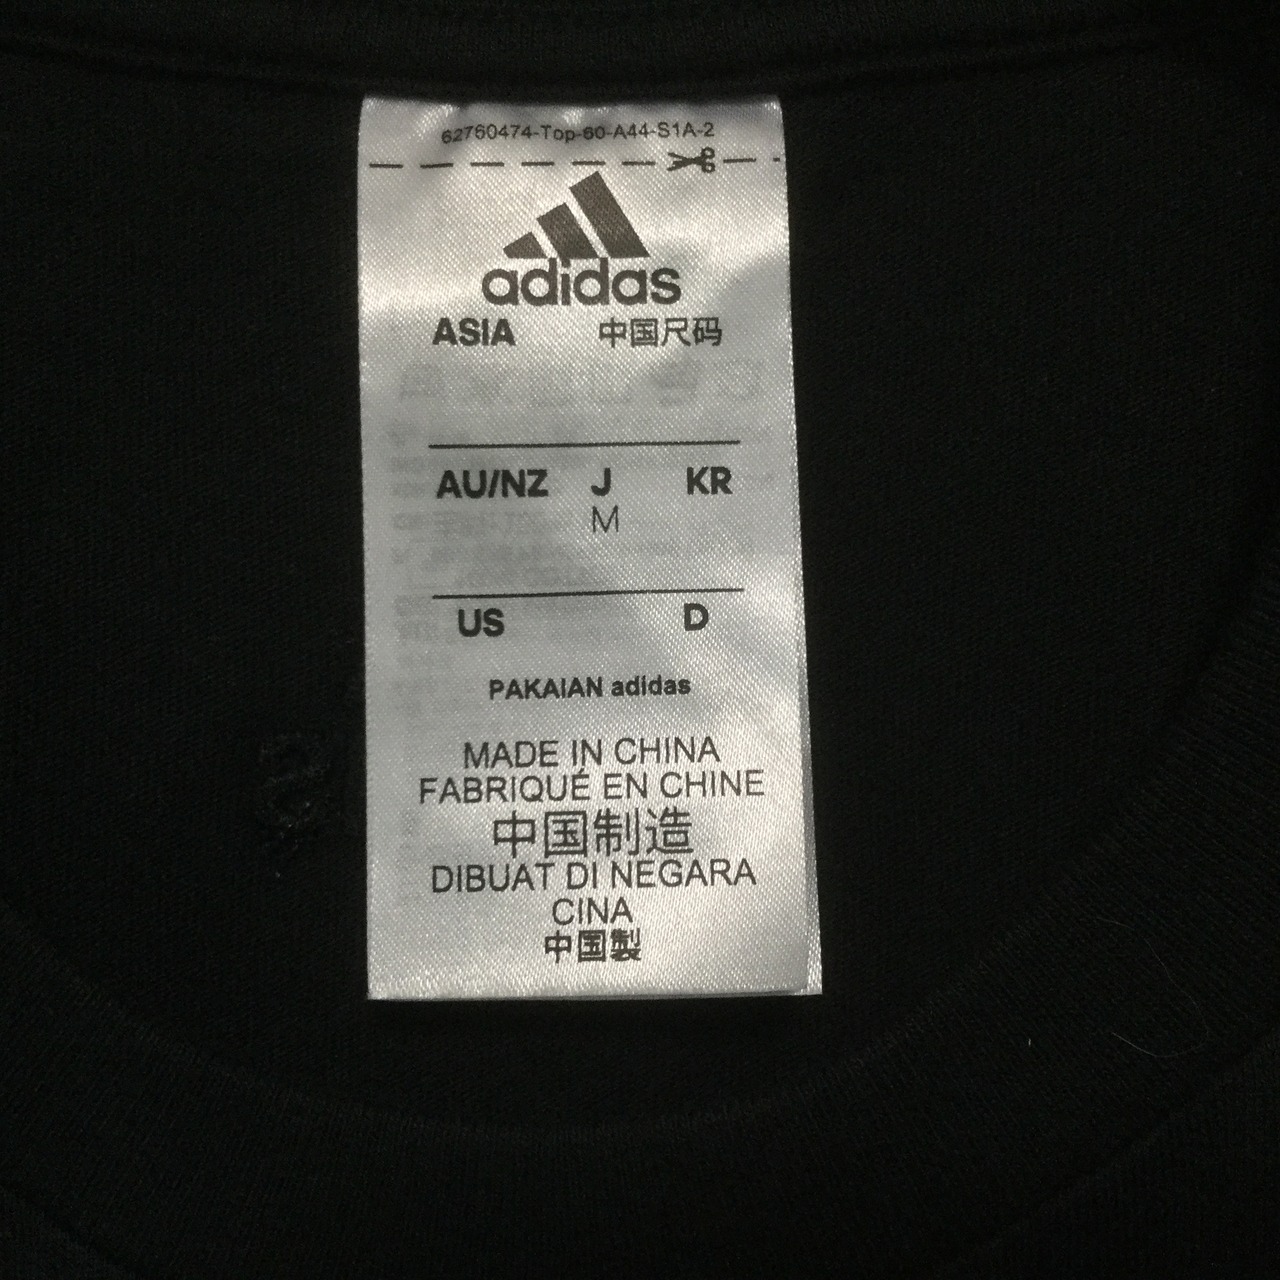 62760474-Top-60-A44-S1A-2
adidas
ASIA 中国尺码
AU/NZ J KR
M
US D
PAKAIAN adidas
MADE IN CHINA
FABRIQUÉ EN CHINE
中国制造
DIBUAT DI NEGARA
CINA
中国製